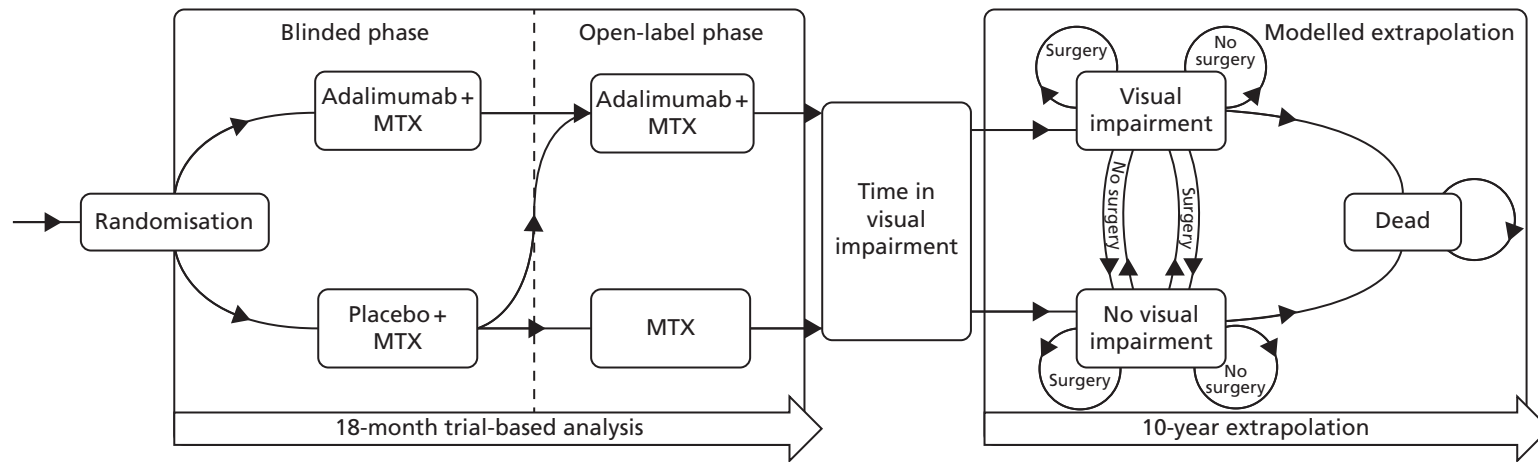 Blinded phase
Open-label phase
Modelled extrapolation
Randomisation
Adalimumab +
MTX
Placebo +
MTX
Adalimumab +
MTX
MTX
Time in
visual
impairment
Surgery
No
surgery
Visual
impairment
No surgery
Surgery
Dead
No visual
impairment
Surgery
No
surgery
18-month trial-based analysis
10-year extrapolation